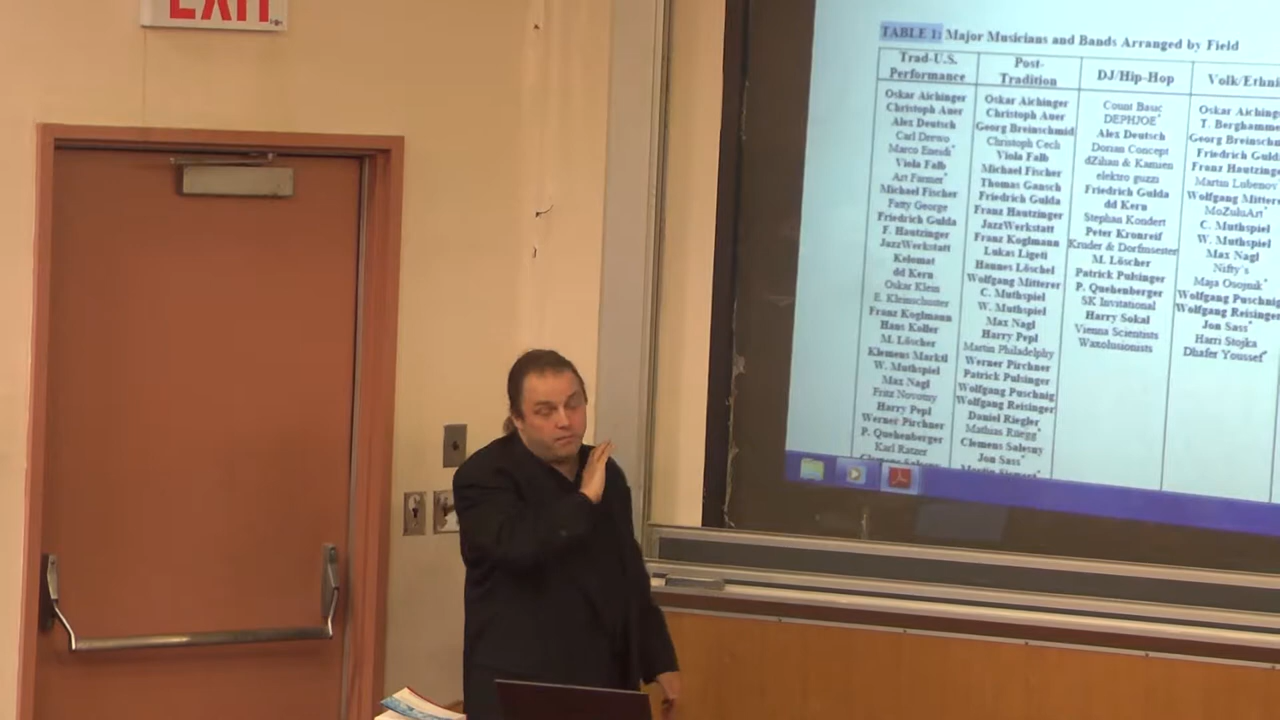 EXIT
TABLE 1: Major Musicians and Bands Arranged by Field
Trad-U.S.
Performance
Oskar Aichinger
Christoph Auer
Alex Deutsch
Carl Drewo
Marco Eneidi*
Viola Falb
Art Farmer*
Michael Fischer
Fatty George
Friedrich Gulda
F. Hautzinger
JazzWerkstatt
Kelomat
dd Kern
Oskar Klein
E. Kleinschuster
Franz Koglmann
Hans Koller
M. Löscher
Klemens Marktl
W. Muthspiel
Max Nagl
Fritz Novotny
Harry Pepl
Werner Pirchner
P. Quehenberger
Karl Ratzer
Post-
Tradition
Oskar Aichinger
Christoph Auer
Georg Breinschmid
Christoph Cech
Viola Falb
Michael Fischer
Thomas Gansch
Friedrich Gulda
Franz Hautzinger
JazzWerkstatt
Franz Koglmann
Lukas Ligeti
Hannes Löschel
Wolfgang Mitterer
C. Muthspiel
W. Muthspiel
Max Nagl
Harry Pepl
Martin Philadelphy
Werner Pirchner
Patrick Pulsinger
Wolfgang Puschnig
Wolfgang Reisinger
Daniel Riegler
Mathias Rüegg*
Clemens Salesny
Jon Sass*
DJ/Hip-Hop
Count Basic
DEPHJOE*
Alex Deutsch
Dorian Concept
dZihan & Kamien
elektro guzzi
Friedrich Gulda
dd Kern
Stephan Kondert
Peter Kronreif
Kruder & Dorfmeister
M. Löscher
Patrick Pulsinger
P. Quehenberger
SK Invitational
Harry Sokal
Vienna Scientists
Waxolusionists
Volk/Ethni
Oskar Aiching
T. Berghamme
Georg Breinsch
Friedrich Guld
Franz Hautzing
Martin Lubenov
Wolfgang Mittere
MoZuluArt*
C. Muthspiel
W. Muthspiel
Max Nagl
Nifty's
Maja Osojnik*
Wolfgang Puschnig
Wolfgang Reisinger
Jon Sass*
Harri Stojka
Dhafer Youssef*